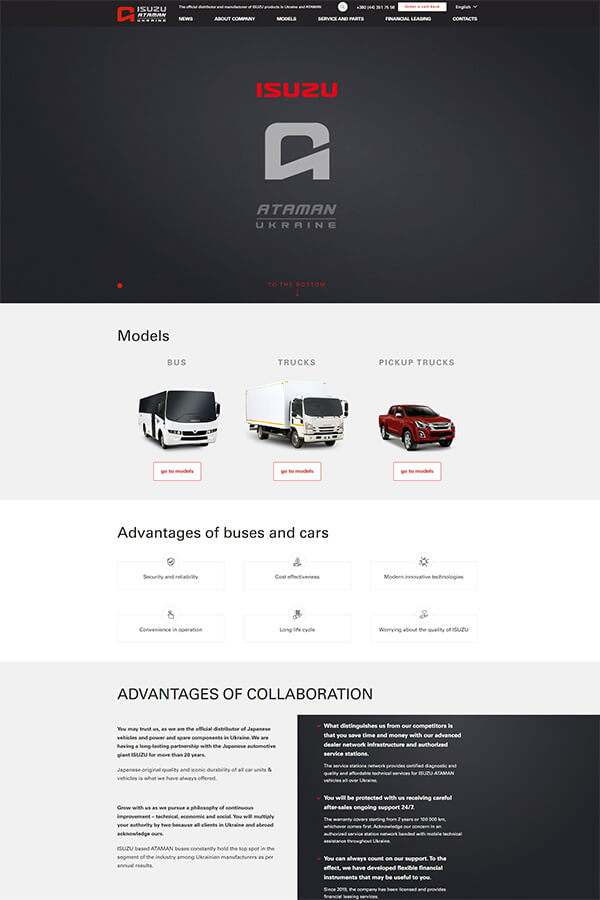 ISUZU
ATAMAN
UKRAINE
The official distributor and manufacturer of ISUZU products in Ukraine and ATAMAN
+380 (44) 351 75 56
Order a call back
English
NEWS
ABOUT COMPANY
MODELS
SERVICE AND PARTS
FINANCIAL LEASING
CONTACTS
ISUZU
ATAMAN
UKRAINE
TO THE BOTTOM
Models
BUS
TRUCKS
PICKUP TRUCKS
go to models
go to models
go to models
Advantages of buses and cars
Security and reliability
Cost effectiveness
Modern innovative technologies
Convenience in operation
Long life cycle
Worrying about the quality of ISUZU
ADVANTAGES OF COLLABORATION
You may trust us, as we are the official distributor of Japanese
vehicles and power and spare components in Ukraine. We are
having a long-lasting partnership with the Japanese automotive
giant ISUZU for more than 20 years.
Japanese original quality and iconic durability of all car units &
vehicles is what we have always offered.
Grow with us as we pursue a philosophy of continuous
improvement – technical, economic and social. You will multiply
your authority by two because all clients in Ukraine and abroad
acknowledge ours.
ISUZU based ATAMAN buses constantly hold the top spot in the
segment of the industry among Ukrainian manufacturers as per
annual results.
What distinguishes us from our competitors is
that you save time and money with our advanced
dealer network infrastructure and authorized
service stations.
The service stations network provides certified diagnostic and
quality and affordable technical services for ISUZU-ATAMAN
vehicles all over Ukraine.
You will be protected with us receiving careful
after-sales ongoing support 24/7.
The warranty covers starting from 2 years or 100 000 km,
whichever comes first. Acknowledge our concern in an
authorized service station network banded with mobile technical
assistance throughout Ukraine.
You can always count on our support. To the
effect, we have developed flexible financial
instruments that may be useful to you.
Since 2019, the company has been licensed and provides
financial leasing services.